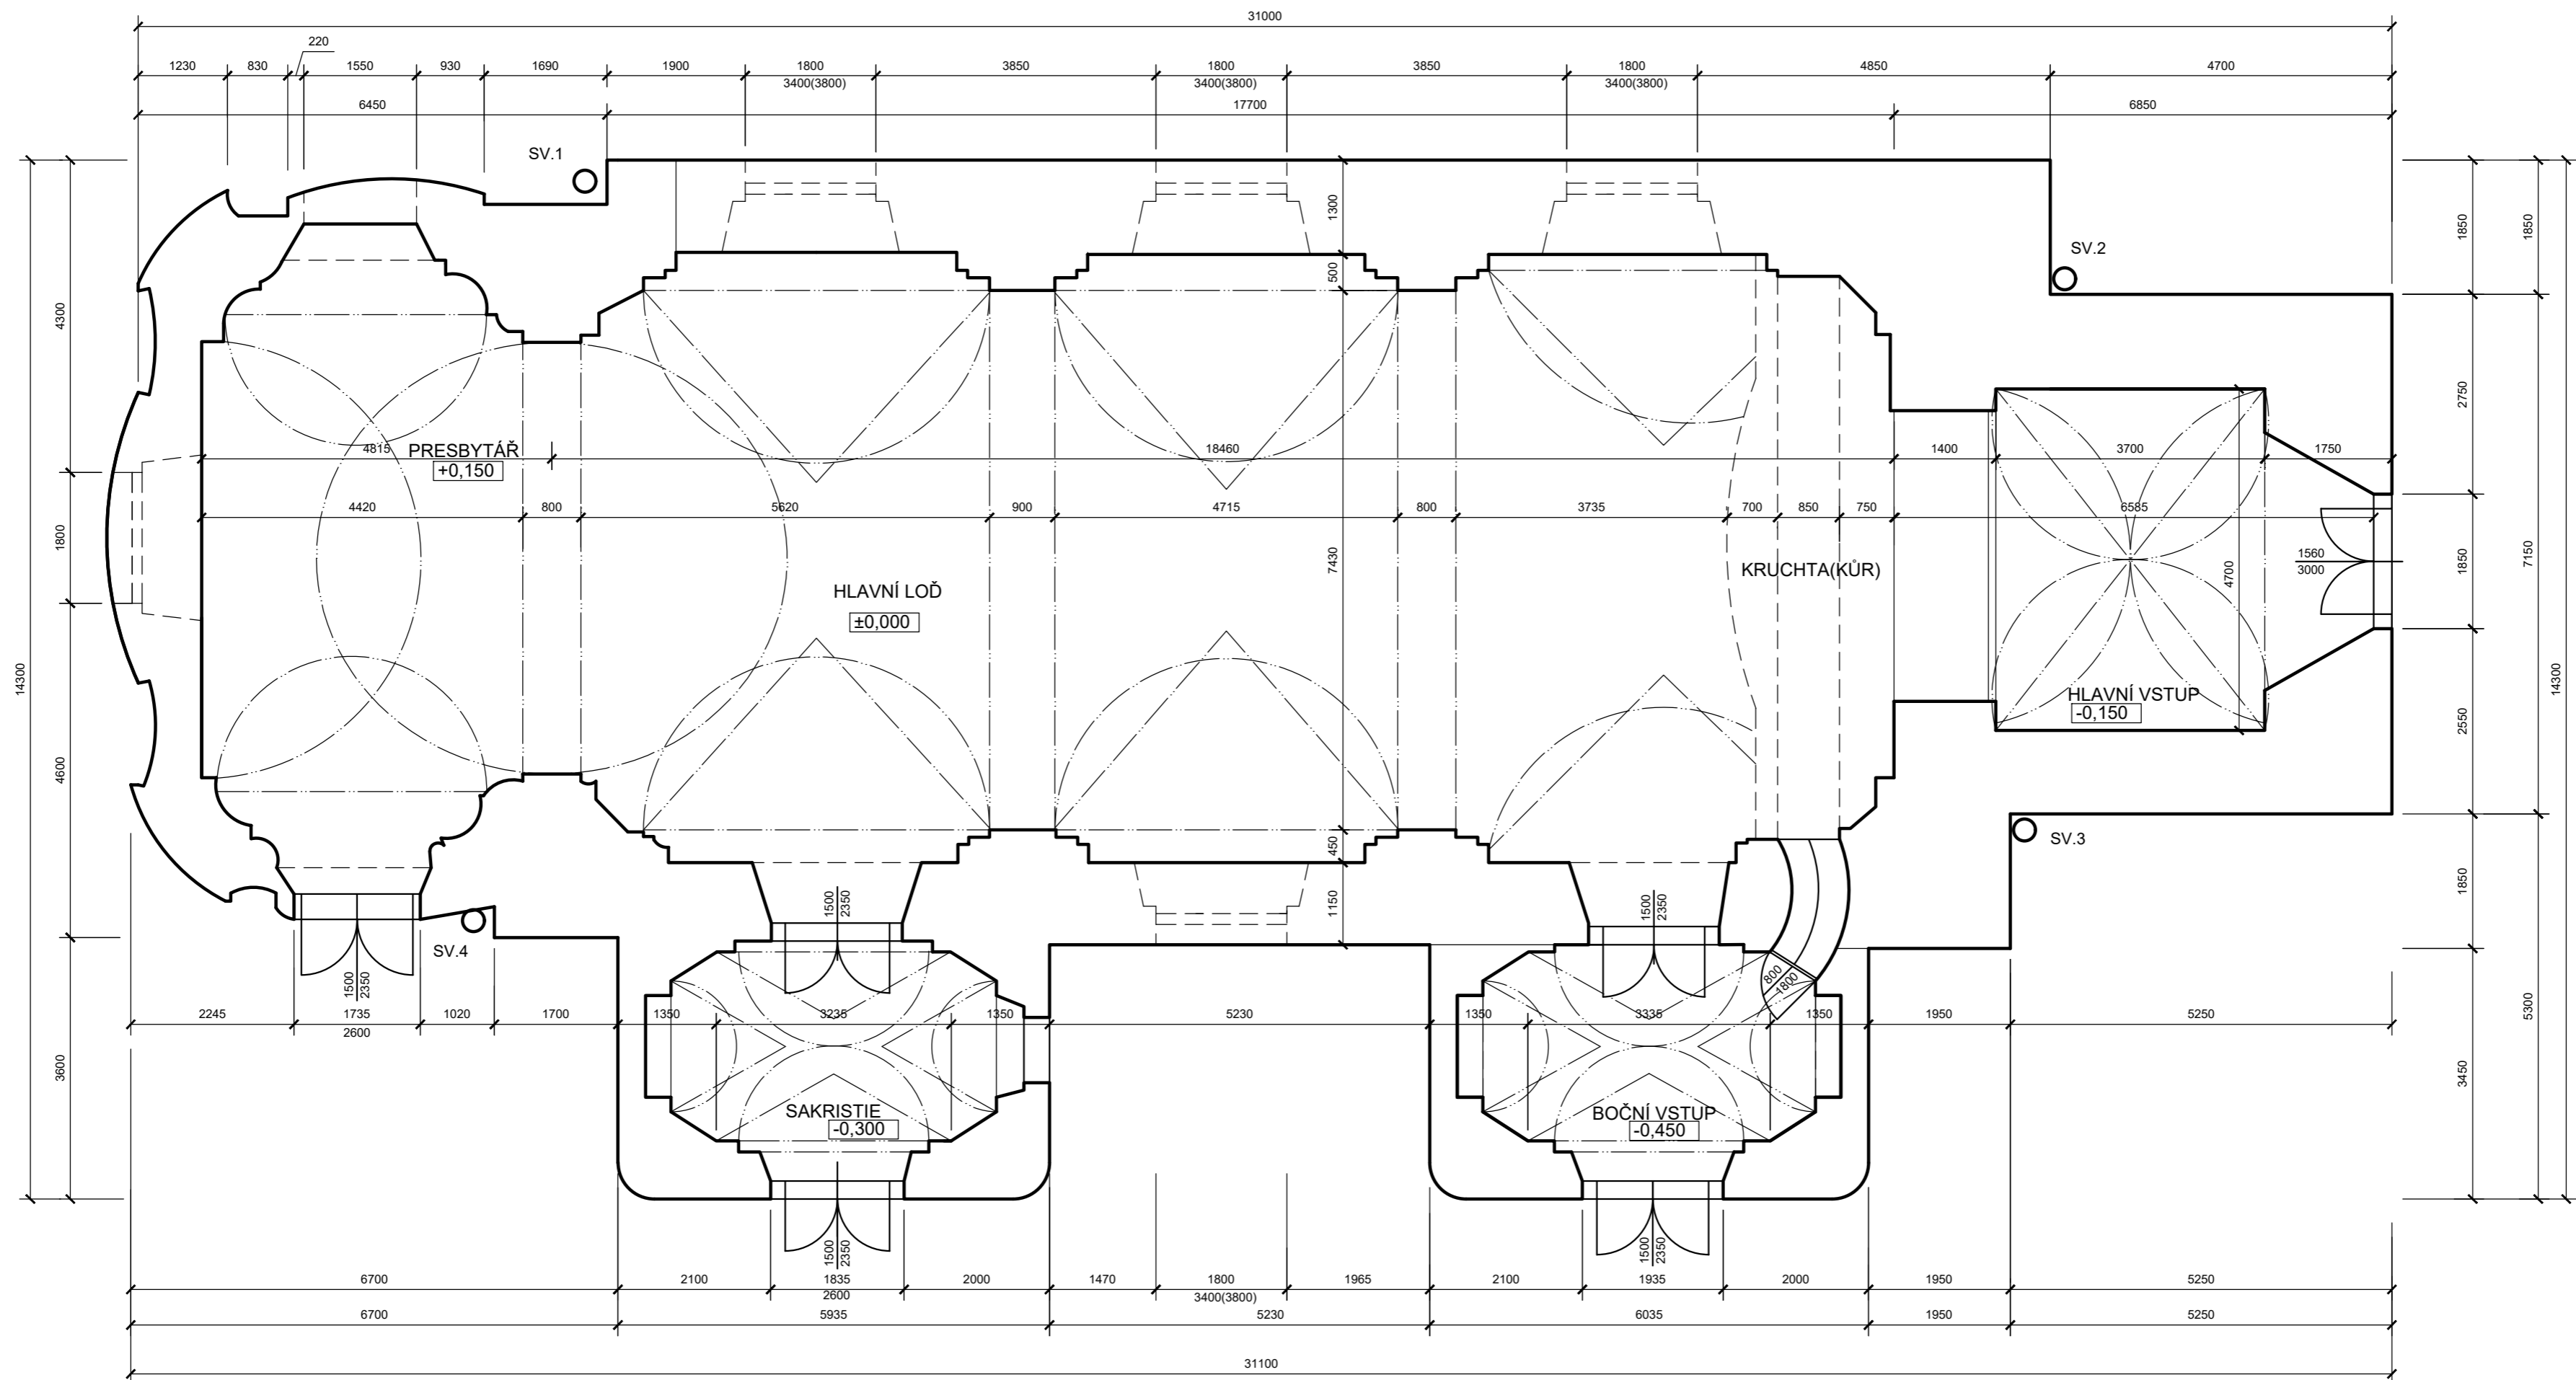 31000
220
1230 830 1550 930 1690 1900 1800 3850 1800 3850 1800 4850 4700
3400(3800) 3400(3800) 3400(3800)
6450 17700 6850
SV.1
1300
1850
1850
SV.2
500
4300
2750
PRESBYTÁŘ
4815 18460 1400 3700 1750
+0,150
4420 800 5620 900 4715 800 3735 700 850 750 6585
1800
7430
1850
7150
1560
3000
4700
KRUCHTA(KŮR)
HLAVNÍ LOĎ
±0,000
14300
14300
HLAVNÍ VSTUP
-0,150
2550
4600
450
SV.3
1850
1150
1500
2350
1500
2350
SV.4
1500
2350
800
1800
5300
2245 1735 1020 1700 1350 3235 1350 5230 1350 3335 1350 1950 5250
2600
3600
3450
SAKRISTIE
-0,300
BOČNÍ VSTUP
-0,450
1500
2350
1500
2350
6700 2100 1835 2000 1470 1800 1965 2100 1935 2000 1950 5250
2600 3400(3800)
6700 5935 5230 6035 1950 5250
31100